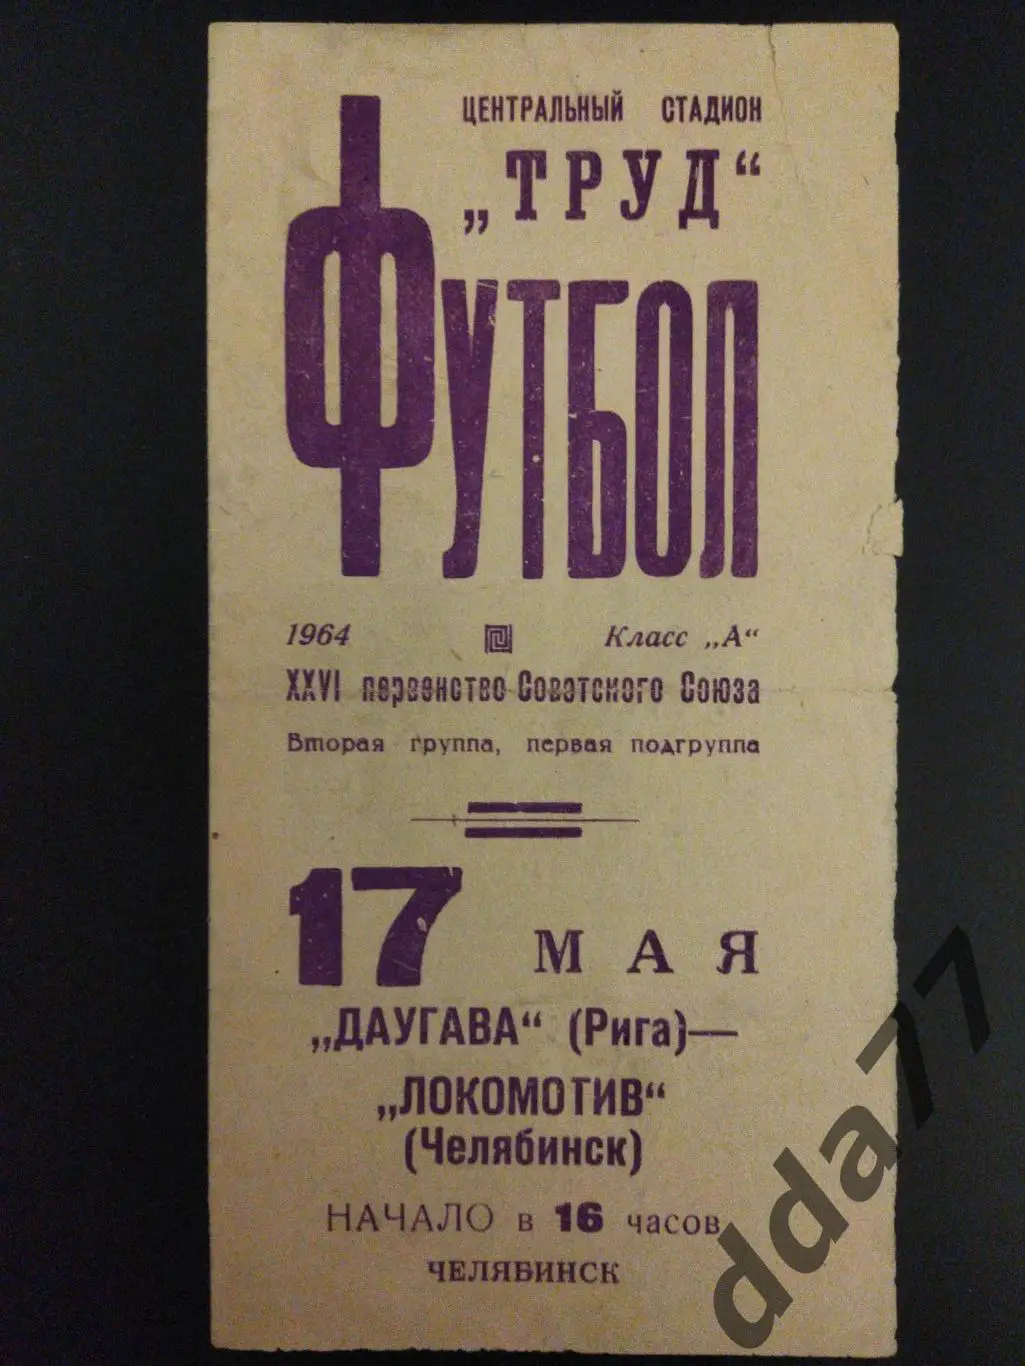 ЦЕНТРАЛЬНЫЙ СТАДИОН
„ТРУД“
ФУТБОЛ
1964 Класс „А“
XXVI первенство Советского Союза
Вторая группа, первая подгруппа
17 МАЯ
„ДАУГАВА“ (Рига)—
„ЛОКОМОТИВ“
(Челябинск)
НАЧАЛО в 16 часов
ЧЕЛЯБИНСК
dda77